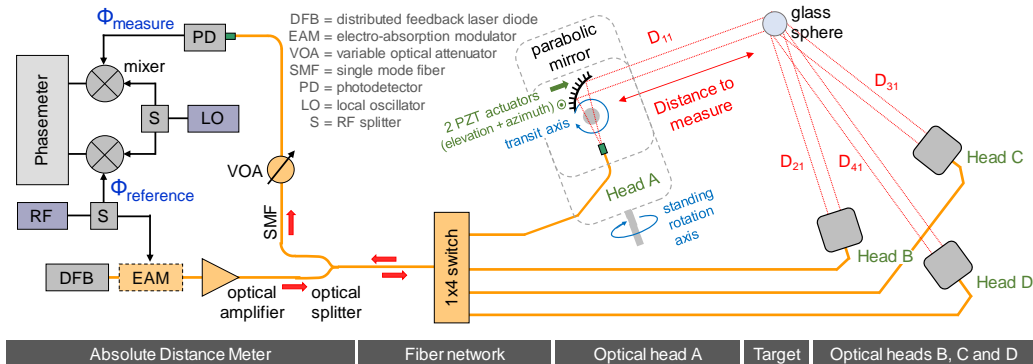 Φmeasure
PD
mixer
Phasemeter
S
LO
Φreference
RF
S
DFB
EAM
optical
amplifier
optical
splitter
VOA
SMF
DFB = distributed feedback laser diode
EAM = electro-absorption modulator
VOA = variable optical attenuator
SMF = single mode fiber
PD = photodetector
LO = local oscillator
S = RF splitter
1x4 switch
parabolic
mirror
2 PZT actuators
(elevation + azimuth)
transit axis
Head A
standing
rotation
axis
D11
Distance to
measure
glass
sphere
D31
D21
D41
Head C
Head B
Head D
Absolute Distance Meter
Fiber network
Optical head A
Target
Optical heads B, C and D